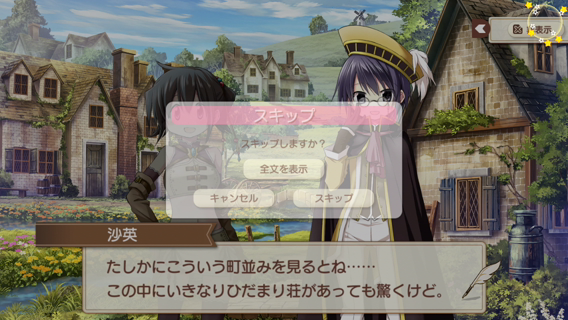 表示
スキップ
スキップしますか？
全文を表示
キャンセル
スキップ
沙英
たしかにこういう町並みを見るとね……
この中にいきなりひだまり荘があっても驚くけど。